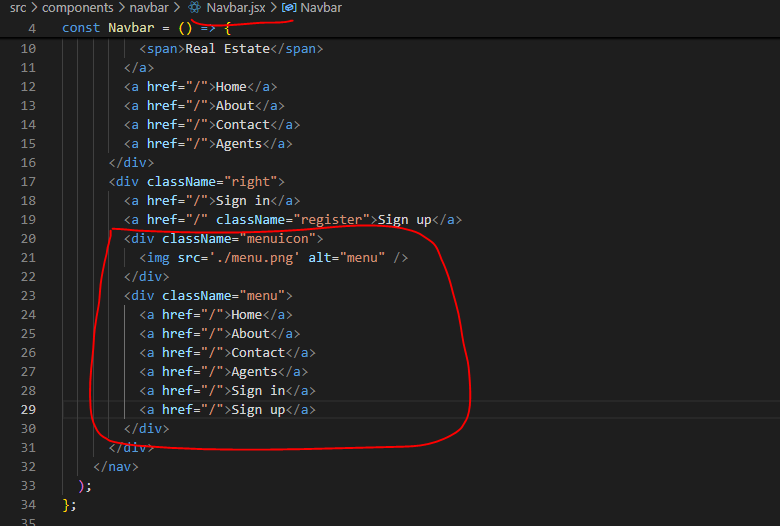 src > components > navbar > Navbar.jsx > Navbar
4 const Navbar = () => {
10 <span>Real Estate</span>
11 </a>
12 <a href="/">Home</a>
13 <a href="/">About</a>
14 <a href="/">Contact</a>
15 <a href="/">Agents</a>
16 </div>
17 <div className="right">
18 <a href="/">Sign in</a>
19 <a href="/" className="register">Sign up</a>
20 <div className="menuicon">
21 <img src='./menu.png' alt="menu" />
22 </div>
23 <div className="menu">
24 <a href="/">Home</a>
25 <a href="/">About</a>
26 <a href="/">Contact</a>
27 <a href="/">Agents</a>
28 <a href="/">Sign in</a>
29 <a href="/">Sign up</a>
30 </div>
31 </div>
32 </nav>
33 );
34 };
35